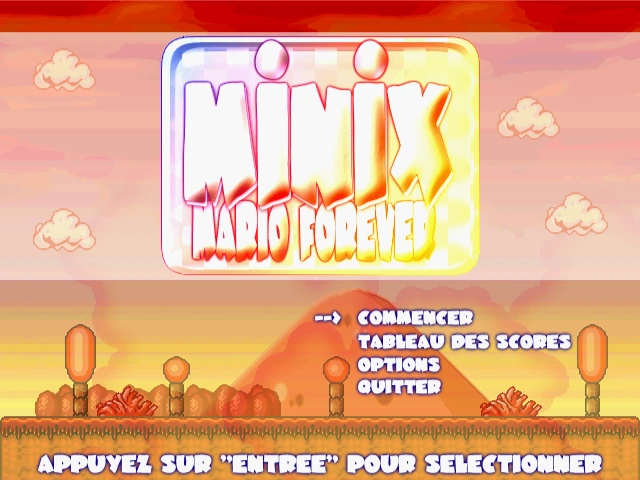 MINIX
MARIO FOREVER
--> COMMENCER
TABLEAU DES SCORES
OPTIONS
QUITTER
APPUYEZ SUR "ENTREE" POUR SELECTIONNER